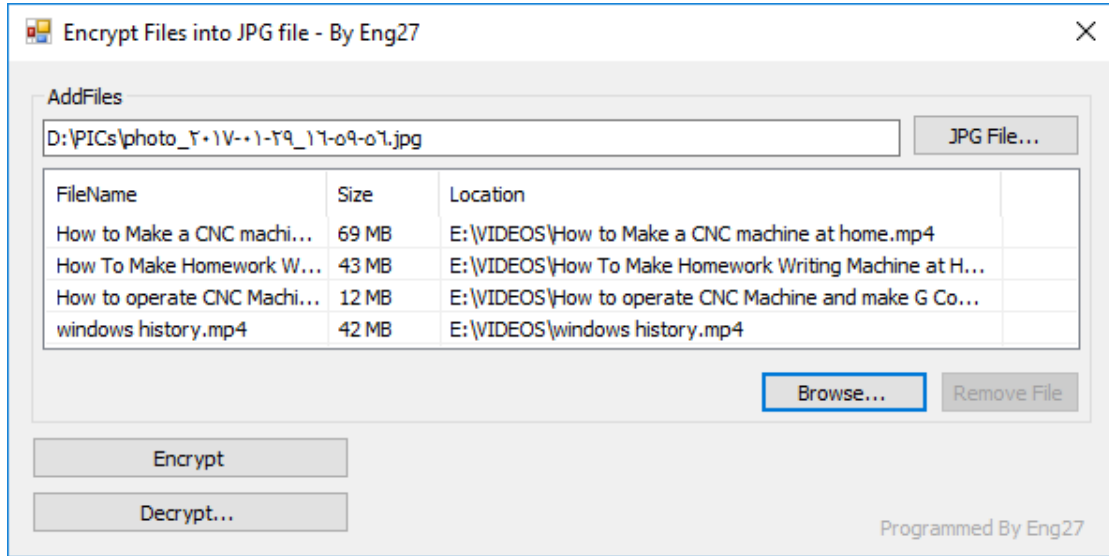 Encrypt Files into JPG file - By Eng27
AddFiles
D:\PICs\photo_٢٠١٧-٠١-٢٩_١٦-٥٩-٥٦.jpg
JPG File...
FileName Size Location
How to Make a CNC machi... 69 MB E:\VIDEOS\How to Make a CNC machine at home.mp4
How To Make Homework W... 43 MB E:\VIDEOS\How To Make Homework Writing Machine at H...
How to operate CNC Machi... 12 MB E:\VIDEOS\How to operate CNC Machine and make G Co...
windows history.mp4 42 MB E:\VIDEOS\windows history.mp4
Browse... Remove File
Encrypt
Decrypt...
Programmed By Eng27